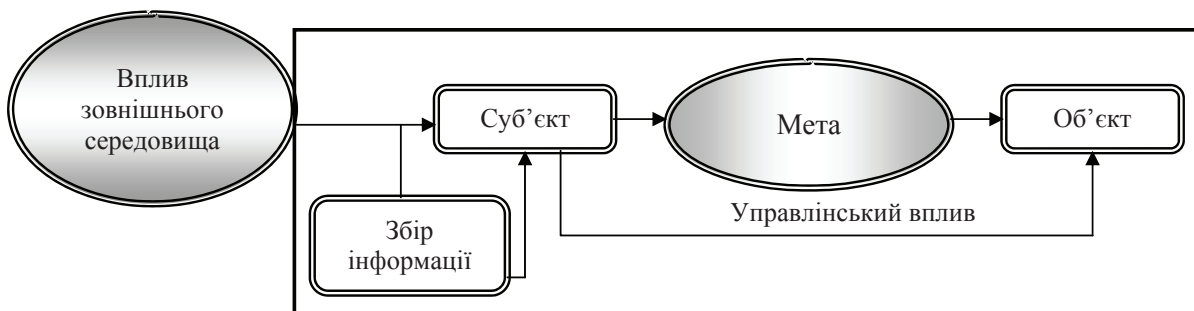 Вплив
зовнішнього
середовища
Суб’єкт
Мета
Об’єкт
Управлінський вплив
Збір
інформації